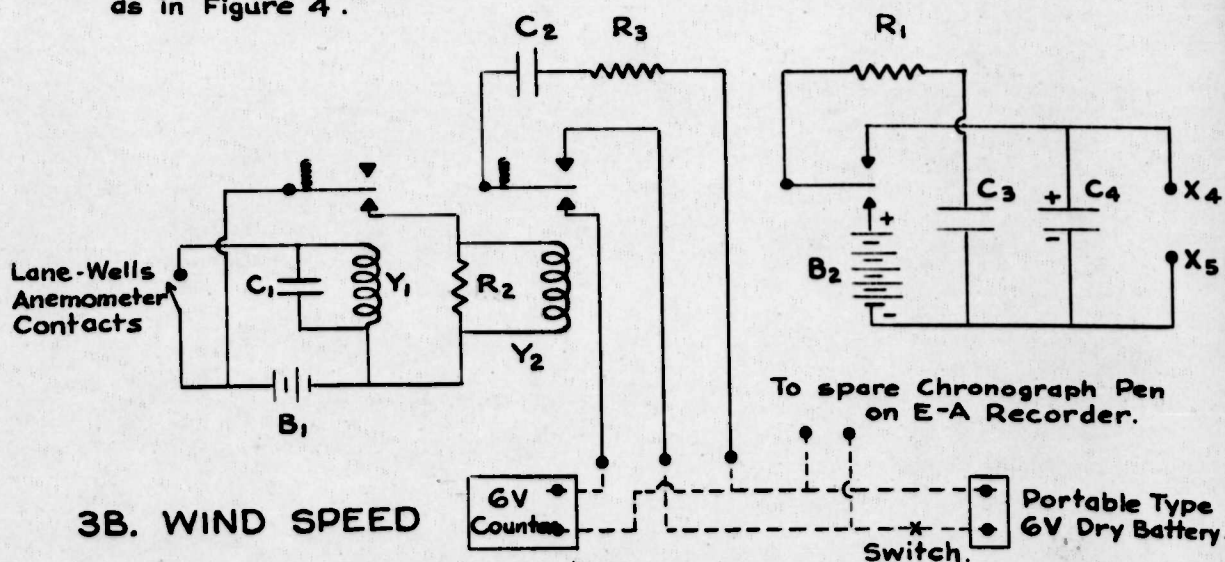 as in Figure 4.
C2
R3
R1
C3
+
C4
-
X4
X5
+
B2
-
Lane-Wells
Anemometer
Contacts
C1
Y1
R2
Y2
B1
To spare Chronograph Pen
on E-A Recorder.
3B. WIND SPEED
6V
Counter
Portable Type
6V Dry Battery.
Switch.